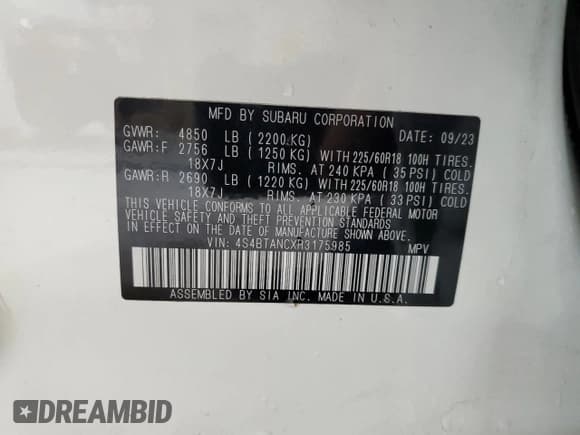 MFD BY SUBARU CORPORATION
GVWR: 4850 LB (2200KG) DATE: 09/23
GAWR:F 2756 LB (1250 KG) WITH 225/60R18 100H TIRES.
18X7J RIMS. AT 240 KPA (35 PSI) COLD
GAWR:R 2690 LB (1220 KG) WITH 225/60R18 100H TIRES.
18X7J RIMS. AT 230 KPA (33 PSI) COLD
THIS VEHICLE CONFORMS TO ALL APPLICABLE FEDERAL MOTOR
VEHICLE SAFETY AND THEFT PREVENTION STANDARDS
IN EFFECT ON THE DATE OF MANUFACTURE SHOWN ABOVE.
VIN: 4S4BTANCXR3175985 MPV
ASSEMBLED BY SIA INC. MADE IN U.S.A.
DREAMBID